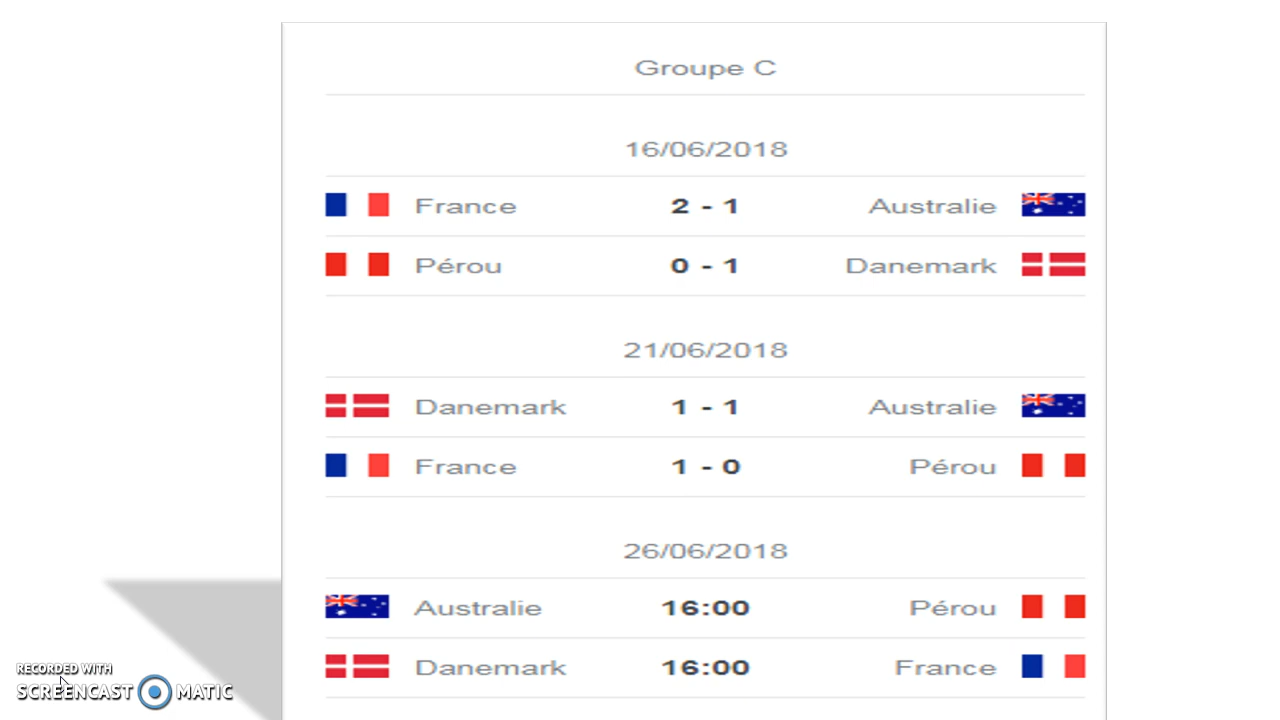 Groupe C
16/06/2018
France 2 - 1 Australie
Pérou 0 - 1 Danemark
21/06/2018
Danemark 1 - 1 Australie
France 1 - 0 Pérou
26/06/2018
Australie 16:00 Pérou
Danemark 16:00 France
RECORDED WITH
SCREENCAST MATIC